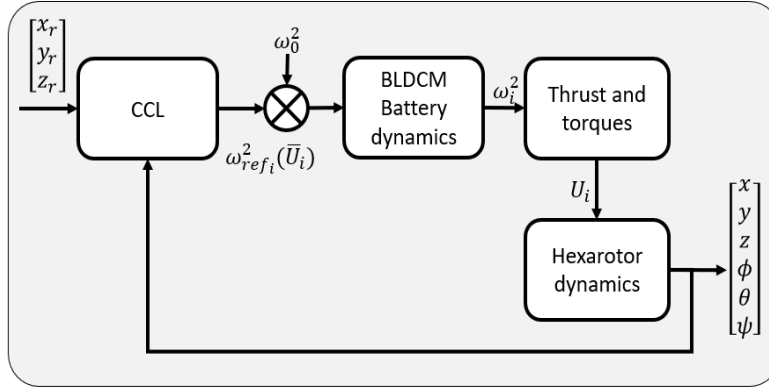 x_r
y_r
z_r
CCL
ω_0^2
ω_{ref_i}^2(Ū_i)
BLDCM
Battery
dynamics
ω_i^2
Thrust and
torques
U_i
Hexarotor
dynamics
x
y
z
ϕ
θ
ψ